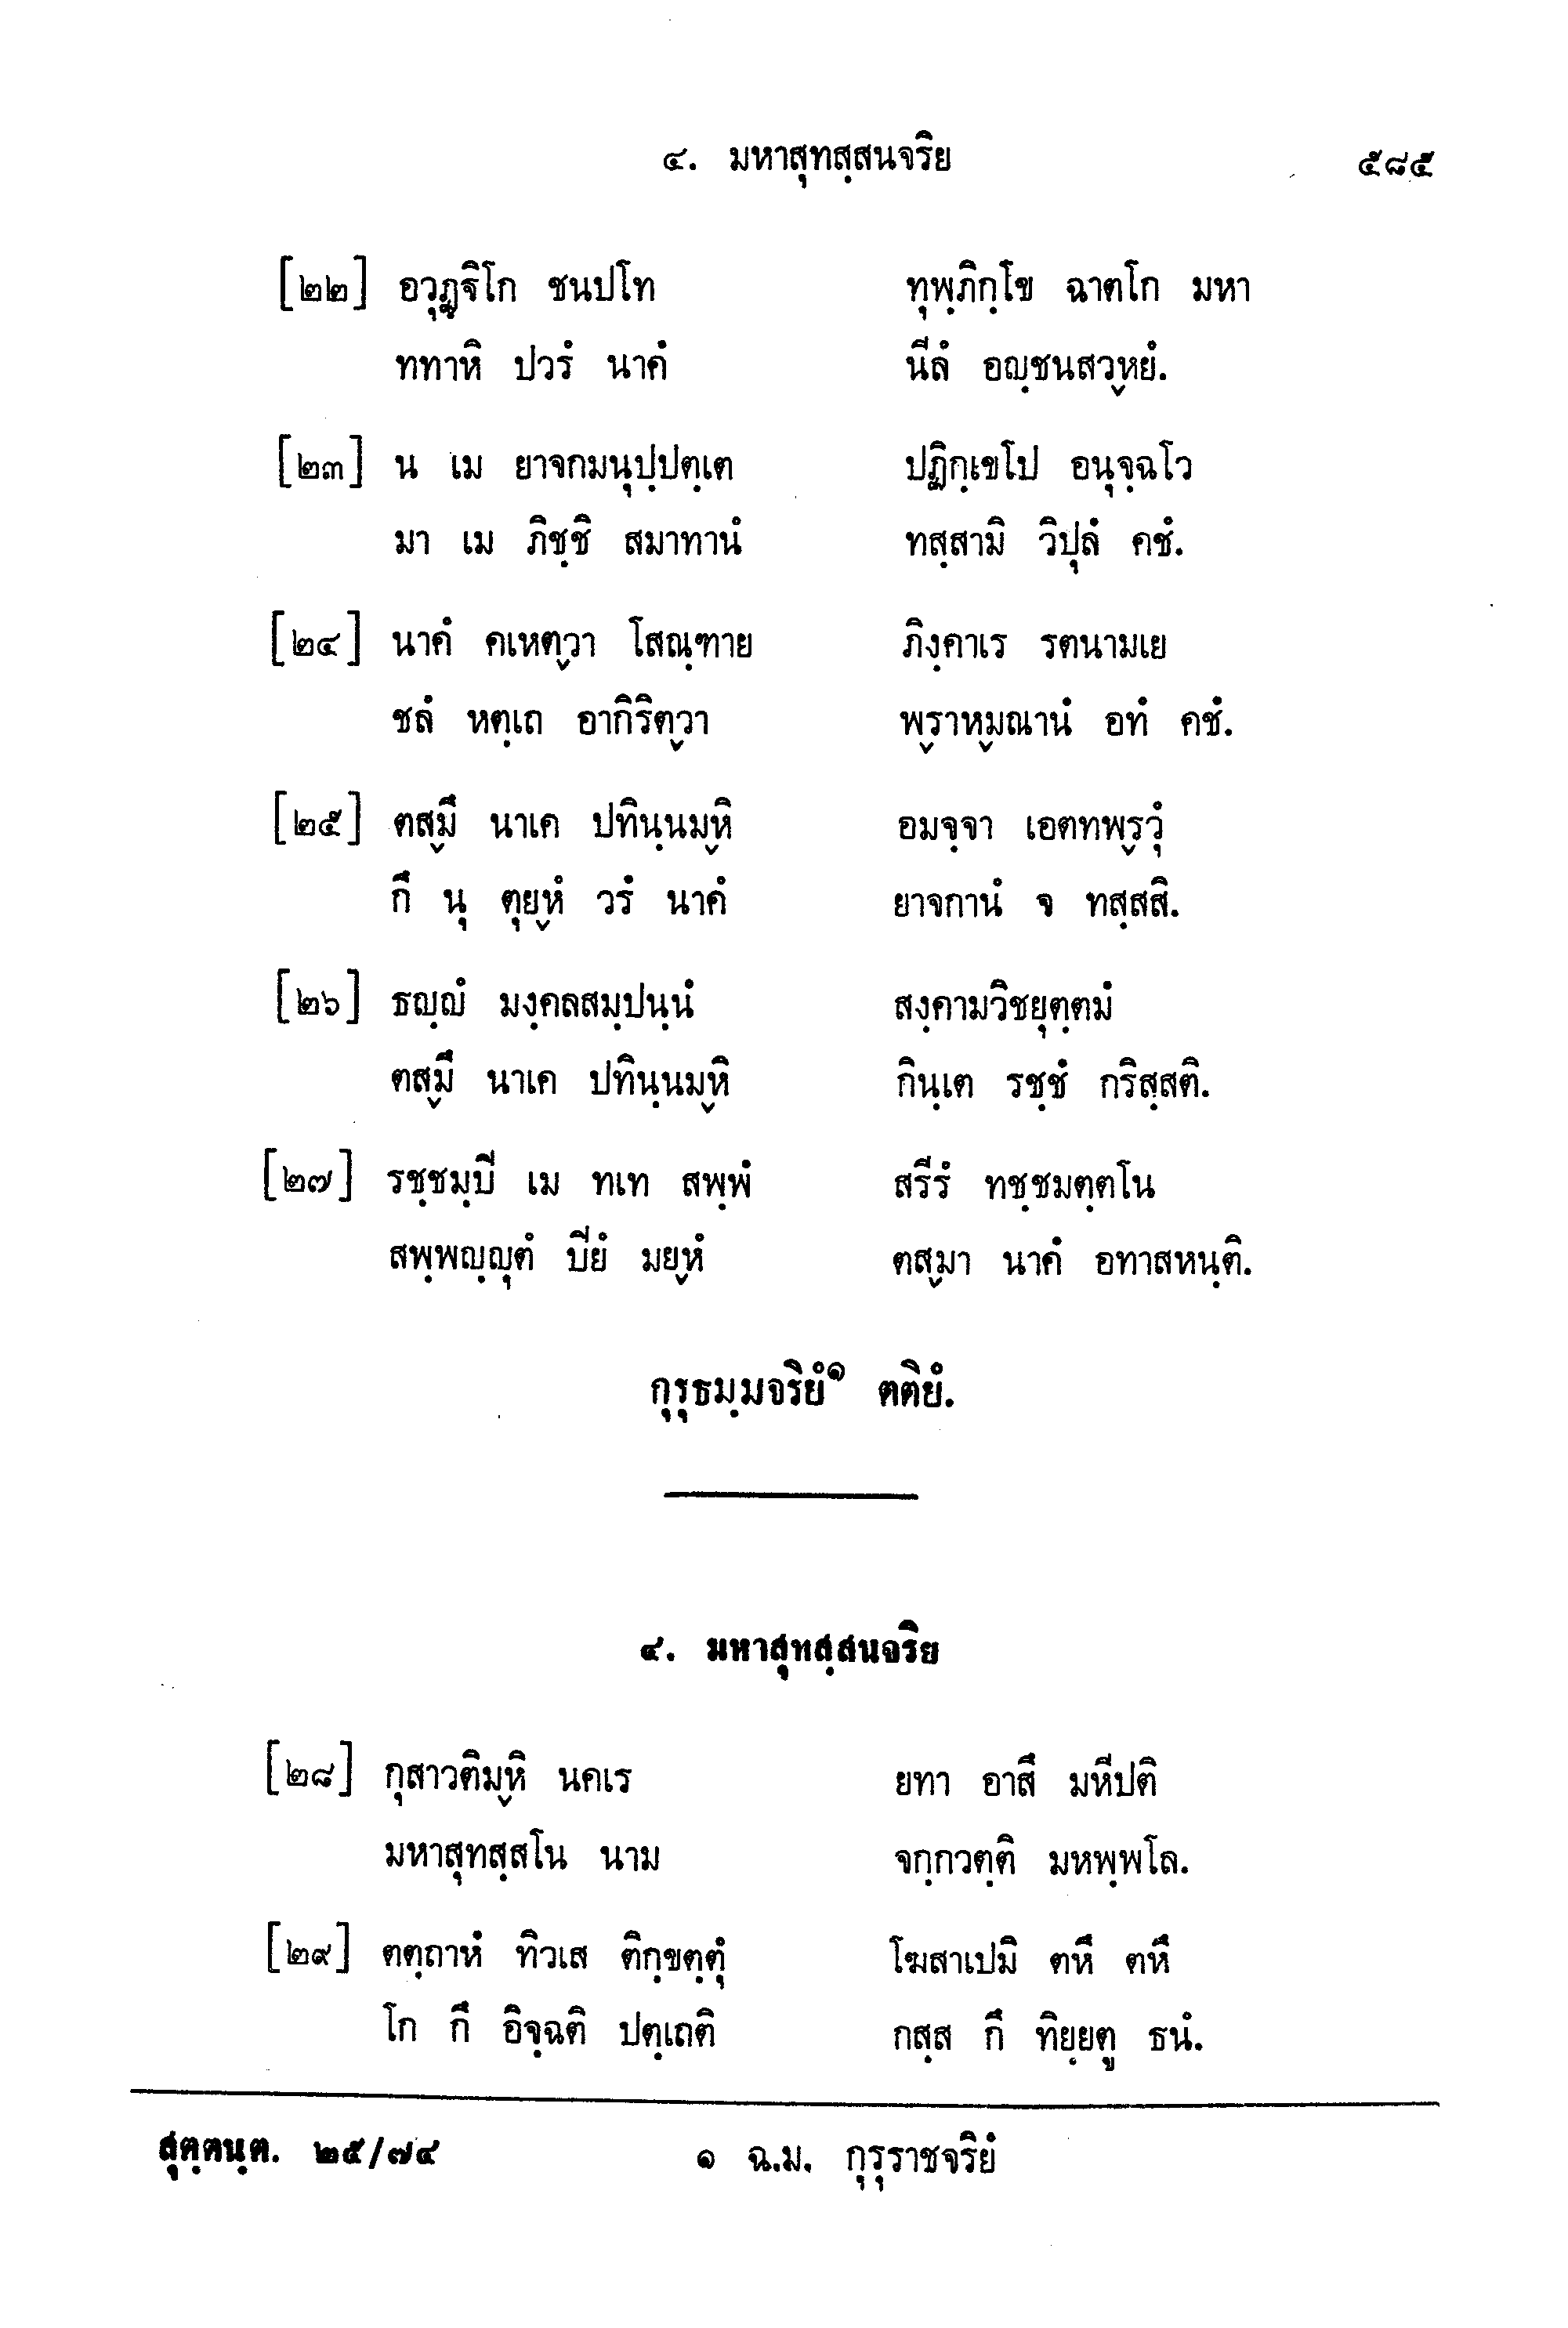 ๔. มหาสุทสฺสนจริย ๕๘๕
[๒๒] อวุฏฺฐิโก ชนปโท ทุพฺภิกฺโข ฉาตโก มหา
ททาหิ ปวรํ นาคํ นีลํ อญฺชนสวฺหยํ.
[๒๓] น เม ยาจกมนุปฺปตฺเต ปฏิกฺเขโป อนุจฺฉโว
มา เม ภิชฺชิ สมาทานํ ทสฺสามิ วิปุลํ คชํ.
[๒๔] นาคํ คเหตฺวา โสณฺฑาย ภิงฺคาเร รตนามเย
ชลํ หตฺเถ อากิริตฺวา พฺราหฺมณานํ อทํ คชํ.
[๒๕] ตสฺมึ นาเค ปทินฺนมฺหิ อมจฺจา เอตทพฺรวุํ
กึ นุ ตุยฺหํ วรํ นาคํ ยาจกานํ จ ทสฺสสิ.
[๒๖] ธญฺญํ มงฺคลสมฺปนฺนํ สงฺคามวิชยุตฺตมํ
ตสฺมึ นาเค ปทินฺนมฺหิ กินฺเต รชฺชํ กริสฺสติ.
[๒๗] รชฺชมฺปิ เม ทเท สพฺพํ สรีรํ ทชฺชมตฺตโน
สพฺพญฺญุตํ ปิยํ มยฺหํ ตสฺมา นาคํ อทาสหนฺติ.
กุรุธมฺมจริยํ๑ ตติยํ.
๔. มหาสุทสฺสนจริย
[๒๘] กุสาวติมฺหิ นคเร ยทา อาสึ มหีปติ
มหาสุทสฺสโน นาม จกฺกวตฺติ มหพฺพโล.
[๒๙] ตตฺถาหํ ทิวเส ติกฺขตฺตุํ โฆสาเปมิ ตหึ ตหึ
โก กึ อิจฺฉติ ปตฺเถติ กสฺส กึ ทิยฺยตู ธนํ.
สุตฺตนฺต. ๒๕/๗๔ ๑ ฉ.ม. กุรุราชจริยํ